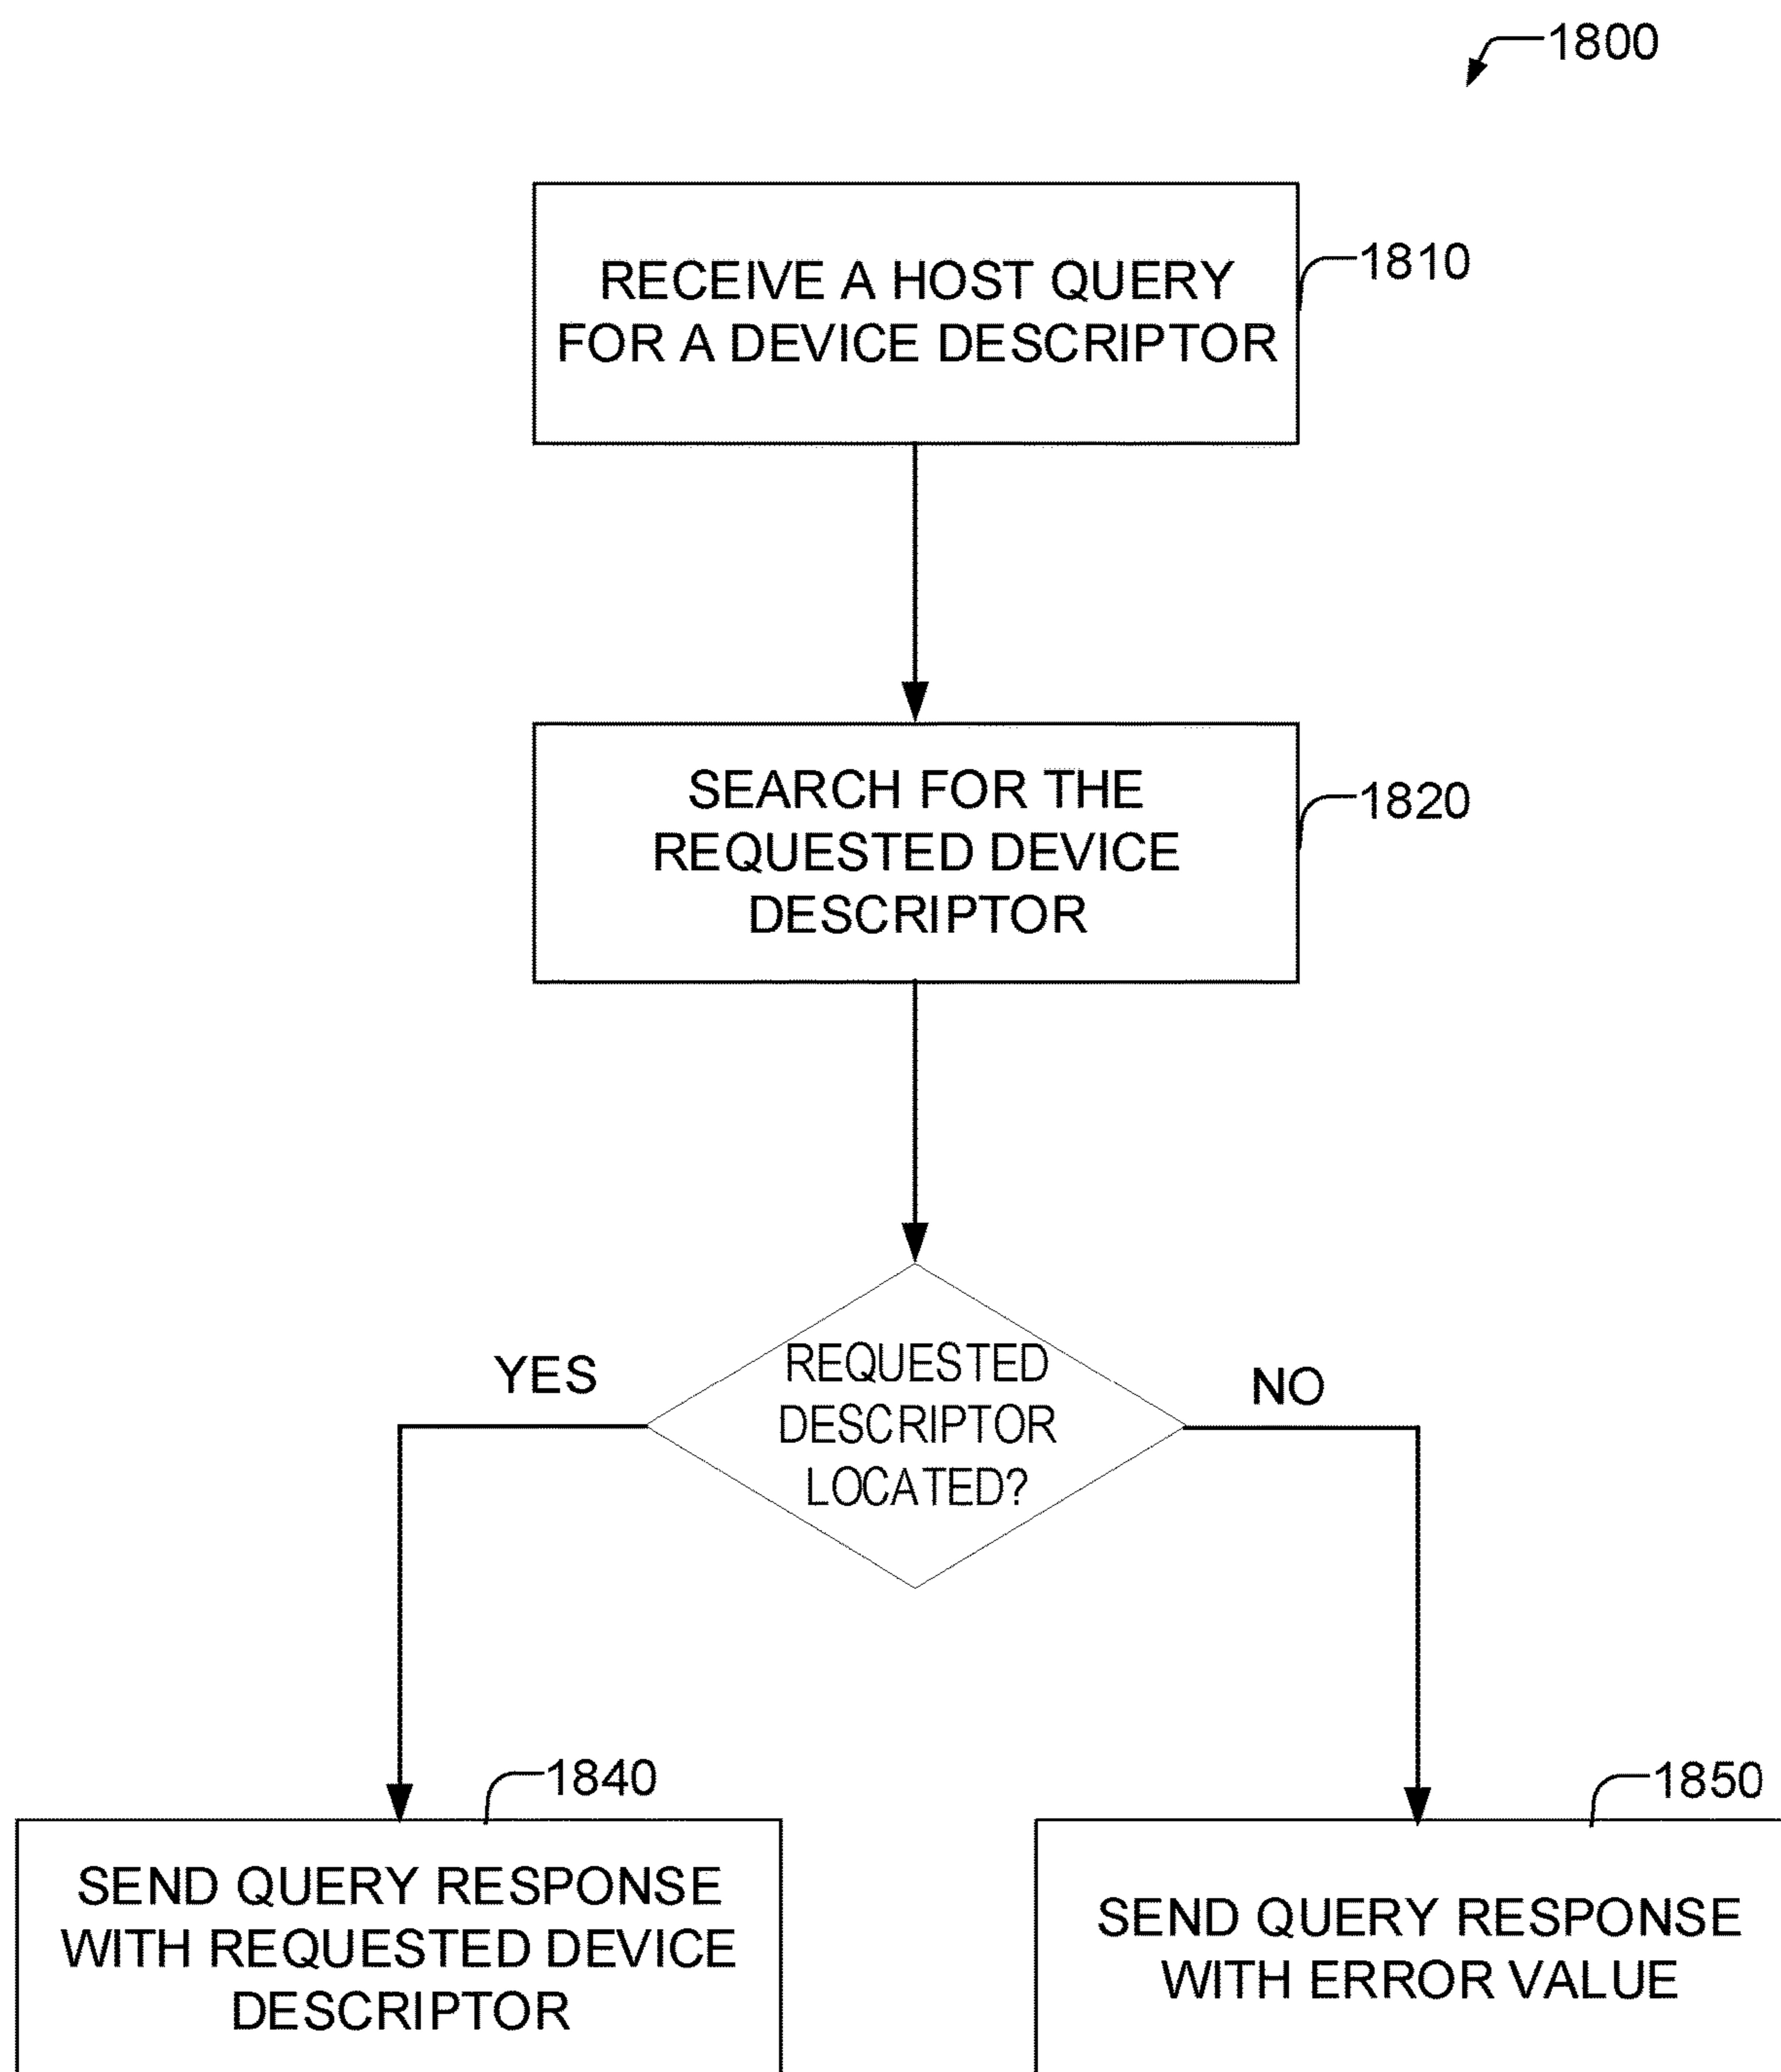 1800
RECEIVE A HOST QUERY
FOR A DEVICE DESCRIPTOR
1810
SEARCH FOR THE
REQUESTED DEVICE
DESCRIPTOR
1820
YES
REQUESTED
DESCRIPTOR
LOCATED?
NO
1840
SEND QUERY RESPONSE
WITH REQUESTED DEVICE
DESCRIPTOR
1850
SEND QUERY RESPONSE
WITH ERROR VALUE